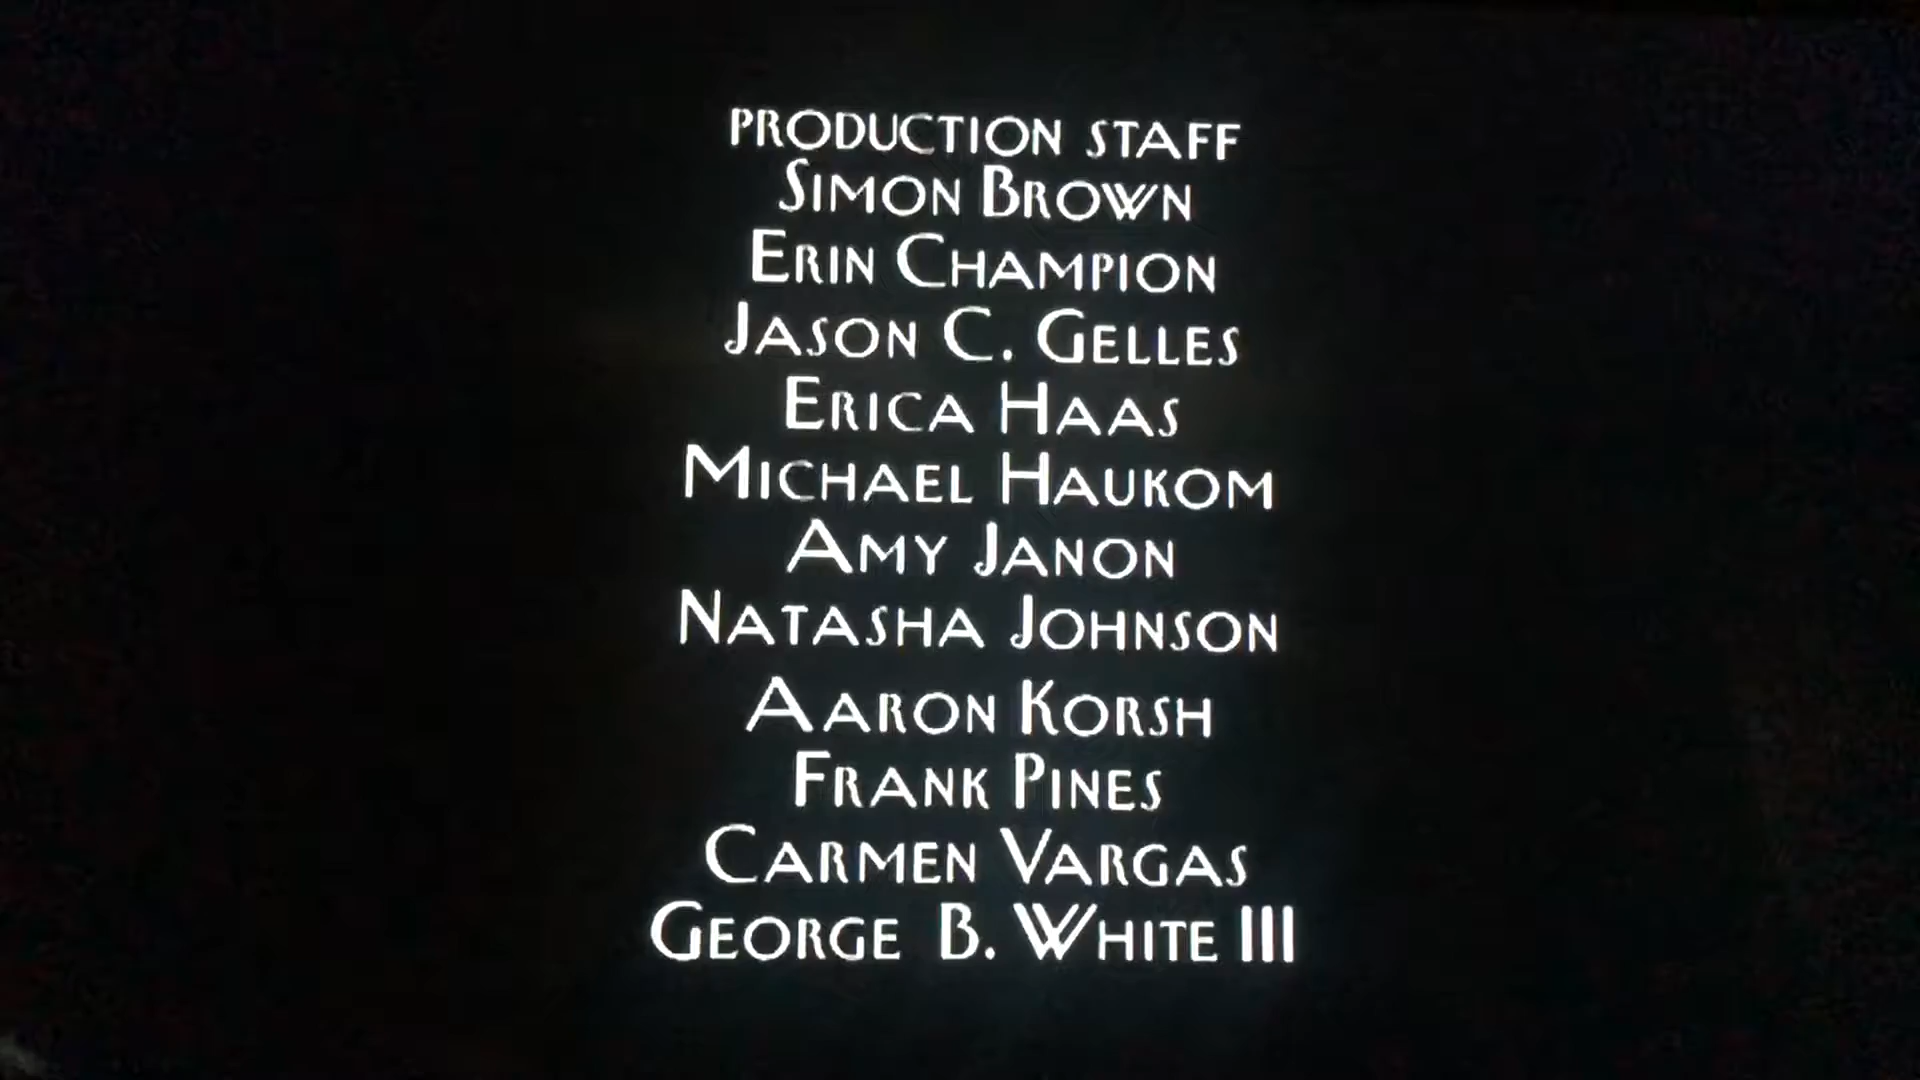 PRODUCTION STAFF
SIMON BROWN
ERIN CHAMPION
JASON C. GELLES
ERICA HAAS
MICHAEL HAUKOM
AMY JANON
NATASHA JOHNSON
AARON KORSH
FRANK PINES
CARMEN VARGAS
GEORGE B. WHITE III